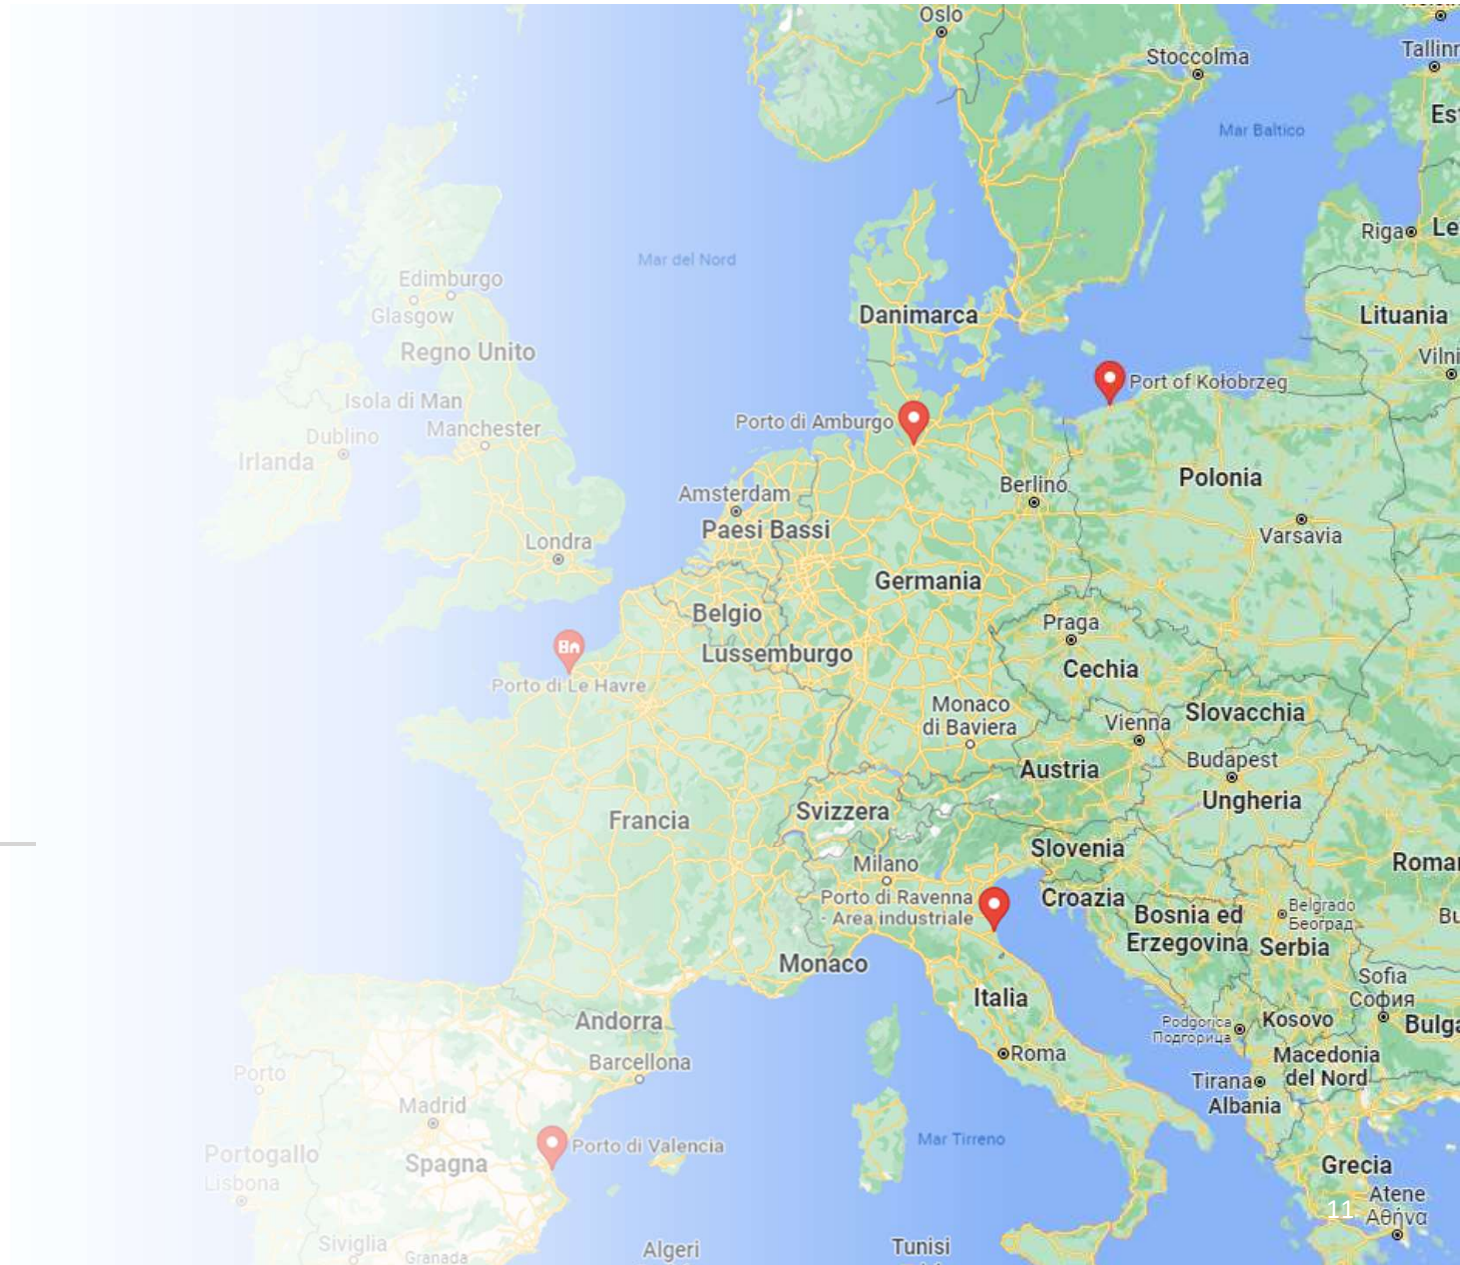 Oslo
Stoccolma
Tallinn
Est
Mar Baltico
Riga
Le
Mar del Nord
Edimburgo
Glasgow
Danimarca
Lituania
Regno Unito
Vilni
Port of Kołobrzeg
Isola di Man
Porto di Amburgo
Dublino
Manchester
Irlanda
Polonia
Berlino
Amsterdam
Paesi Bassi
Varsavia
Londra
Germania
Belgio
Praga
Lussemburgo
Cechia
Porto di Le Havre
Monaco
di Baviera
Slovacchia
Vienna
Budapest
Austria
Ungheria
Svizzera
Francia
Slovenia
Milano
Romar
Porto di Ravenna
- Area industriale
Croazia
Belgrado
Београд
Bosnia ed
Erzegovina
Bu
Serbia
Monaco
Sofia
София
Italia
Andorra
Podgorica
Подгорица
Kosovo
Bulga
Roma
Barcellona
Macedonia
del Nord
Porto
Tirana
Albania
Madrid
Porto di Valencia
Mar Tirreno
Portogallo
Lisbona
Spagna
Grecia
Atene
Αθήνα
11
Siviglia
Granada
Algeri
Tunisi